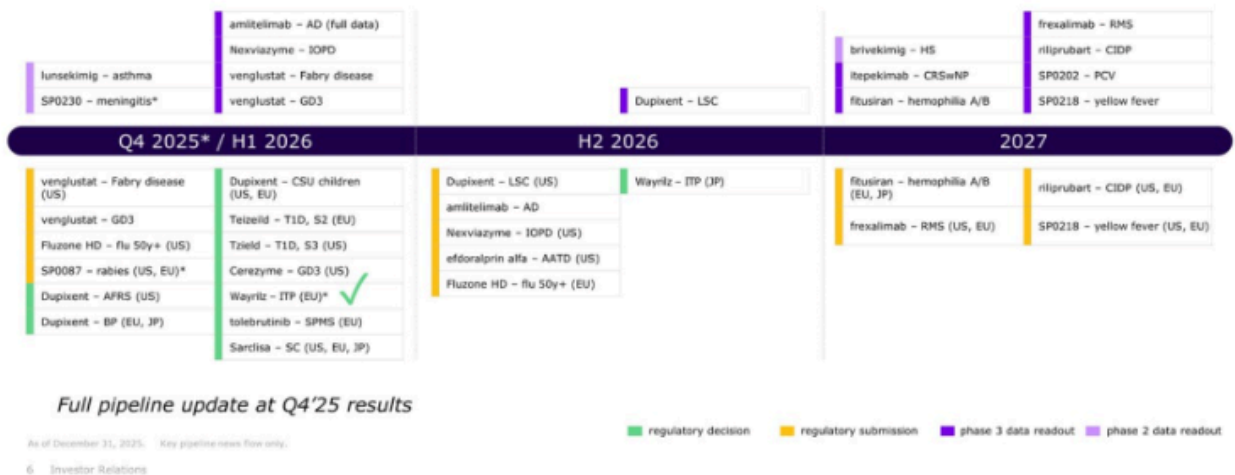 amlitelimab – AD (full data)
Nexviazyme – IOPD
lunsekimig – asthma
venglustat – Fabry disease
SP0230 – meningitis*
venglustat – GD3
Dupixent – LSC
brivekimig – HS
itepekimab – CRSwNP
fitusiran – hemophilia A/B
frexalimab – RMS
riliprubart – CIDP
SP0202 – PCV
SP0218 – yellow fever
Q4 2025* / H1 2026
H2 2026
2027
venglustat – Fabry disease
(US)
venglustat – GD3
Fluzone HD – flu 50y+ (US)
SP0087 – rabies (US, EU)*
Dupixent – AFRS (US)
Dupixent – BP (EU, JP)
Dupixent – CSU children
(US, EU)
Teizeild – T1D, S2 (EU)
Tzield – T1D, S3 (US)
Cerezyme – GD3 (US)
Wayrilz – ITP (EU)*
tolebrutinib – SPMS (EU)
Sarclisa – SC (US, EU, JP)
Dupixent – LSC (US)
amlitelimab – AD
Nexviazyme – IOPD (US)
efdoralprin alfa – AATD (US)
Fluzone HD – flu 50y+ (EU)
Wayrilz – ITP (JP)
fitusiran – hemophilia A/B
(EU, JP)
frexalimab – RMS (US, EU)
riliprubart – CIDP (US, EU)
SP0218 – yellow fever (US, EU)
Full pipeline update at Q4'25 results
regulatory decision
regulatory submission
phase 3 data readout
phase 2 data readout
As of December 31, 2025. Key pipeline news flow only.
6 Investor Relations